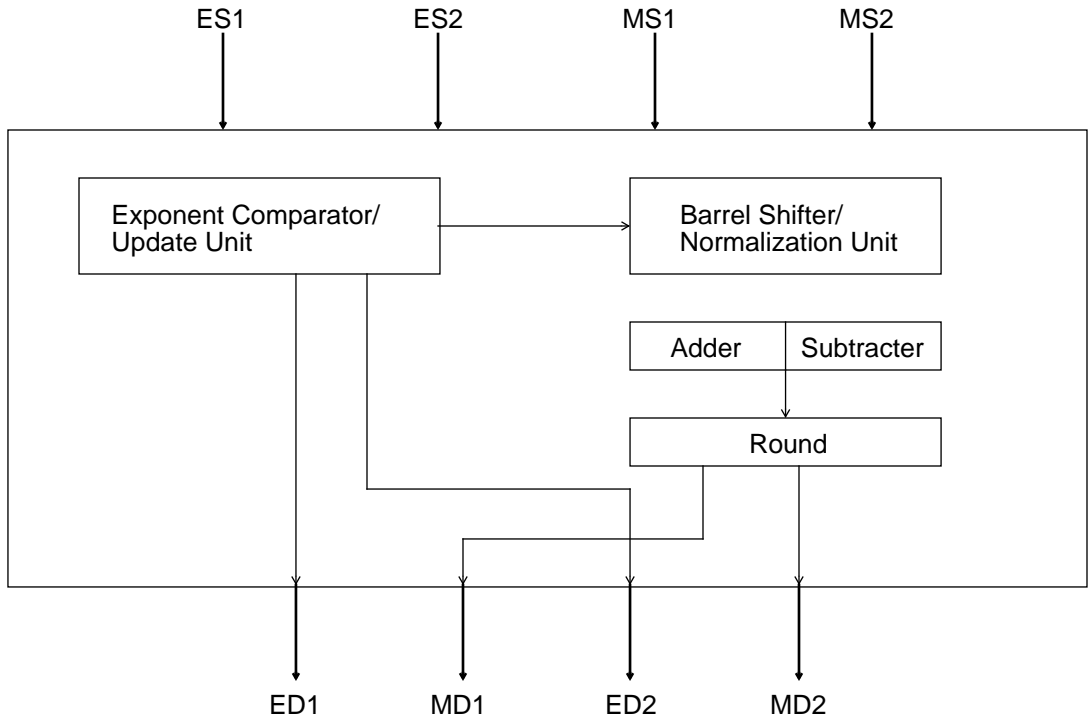 ES1
ES2
MS1
MS2
Exponent Comparator/
Update Unit
Barrel Shifter/
Normalization Unit
Adder
Subtracter
Round
ED1
MD1
ED2
MD2